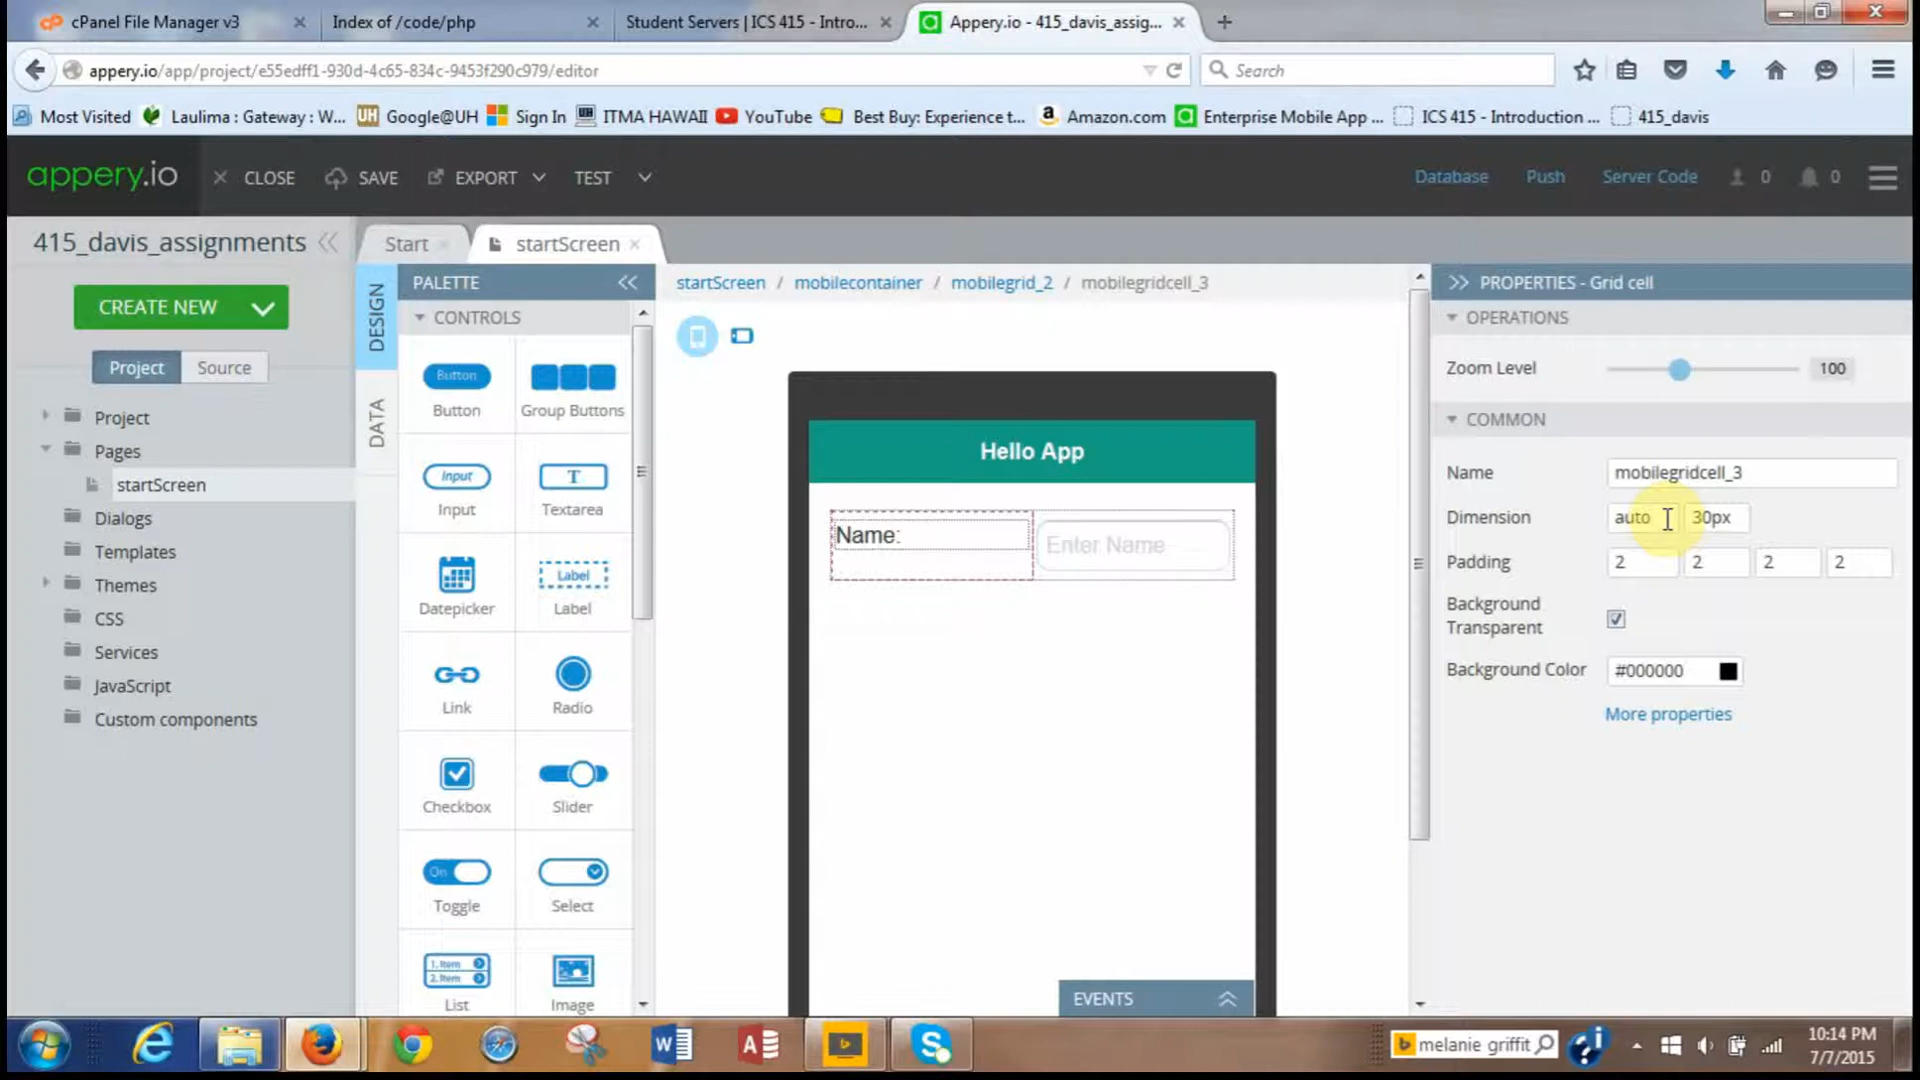 cPanel File Manager v3
Index of /code/php
Student Servers | ICS 415 - Intro...
Appery.io - 415_davis_assig...
appery.io/app/project/e55edff1-930d-4c65-834c-9453f290c979/editor
Search
Most Visited
Laulima : Gateway : W...
UH Google@UH
Sign In
ITMA HAWAII
YouTube
Best Buy: Experience t...
Amazon.com
Enterprise Mobile App ...
ICS 415 - Introduction ...
415_davis
appery.io
CLOSE
SAVE
EXPORT
TEST
Database
Push
Server Code
0
0
415_davis_assignments
Start
startScreen
CREATE NEW
Project
Source
Project
Pages
startScreen
Dialogs
Templates
Themes
CSS
Services
JavaScript
Custom components
DESIGN
DATA
PALETTE
CONTROLS
Button
Button
Group Buttons
Input
Input
T
Textarea
Datepicker
Label
Label
Link
Radio
Checkbox
Slider
On
Toggle
Select
1. Item
2. Item
List
Image
startScreen / mobilecontainer / mobilegrid_2 / mobilegridcell_3
Hello App
Name:
Enter Name
EVENTS
PROPERTIES - Grid cell
OPERATIONS
Zoom Level
100
COMMON
Name
mobilegridcell_3
Dimension
auto
30px
Padding
2
2
2
2
Background
Transparent
Background Color
#000000
More properties
melanie griffit
10:14 PM
7/7/2015